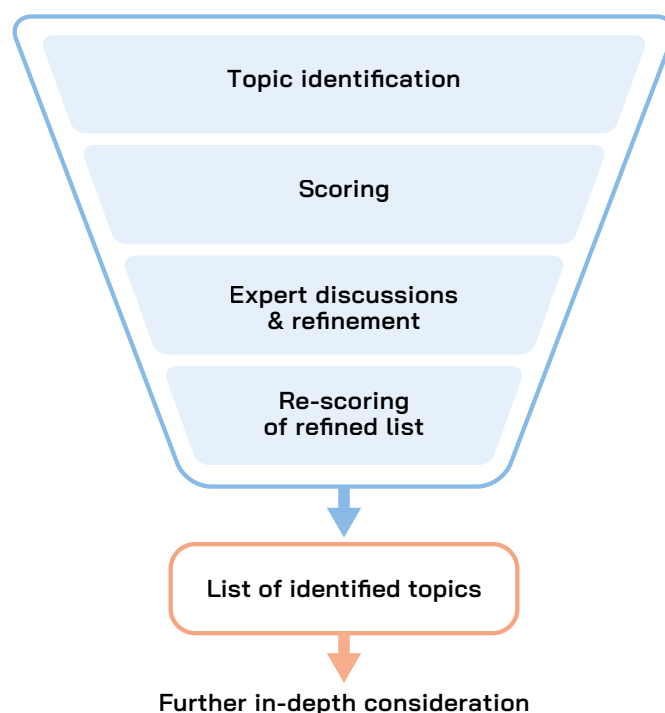 Topic identification
Scoring
Expert discussions
& refinement
Re-scoring
of refined list
List of identified topics
Further in-depth consideration